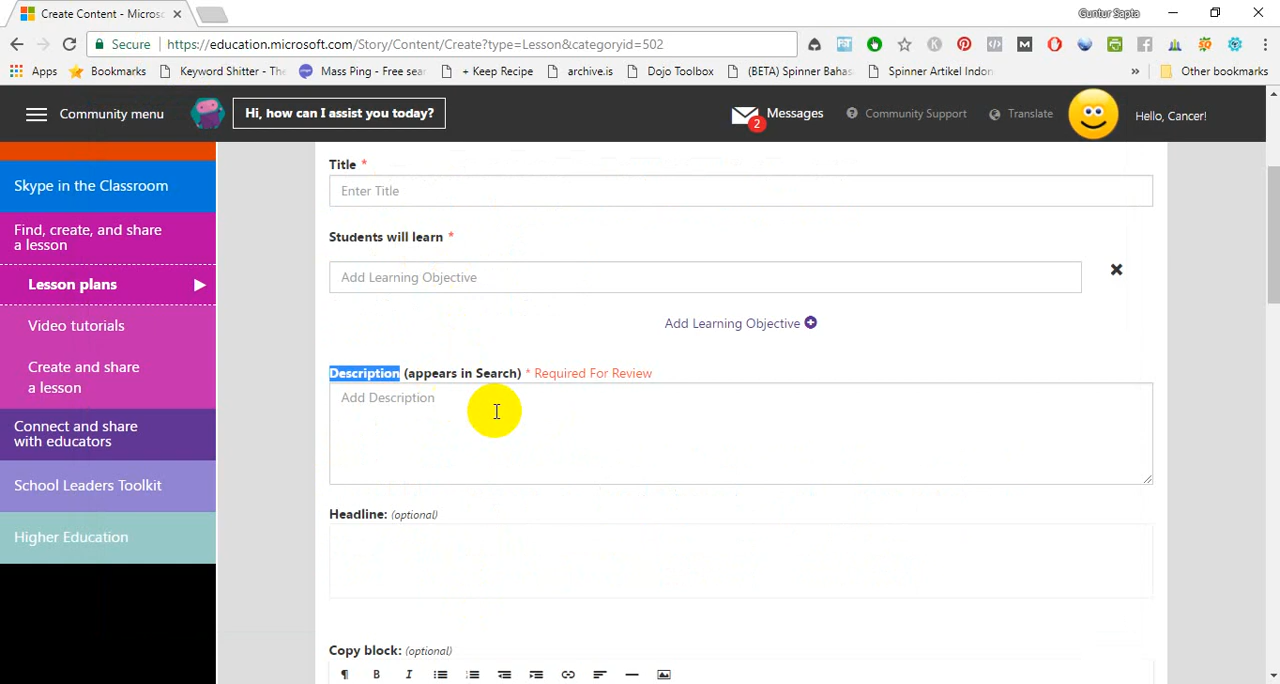 Create Content - Microso
Guntur Sapta
Secure
https://education.microsoft.com/Story/Content/Create?type=Lesson&categoryid=502
Apps
Bookmarks
Keyword Shitter - The
Mass Ping - Free sear
+ Keep Recipe
archive.is
Dojo Toolbox
(BETA) Spinner Bahas
Spinner Artikel Indon
»
Other bookmarks
Community menu
Hi, how can I assist you today?
2
Messages
Community Support
Translate
Hello, Cancer!
Skype in the Classroom
Find, create, and share
a lesson
Lesson plans
Video tutorials
Create and share
a lesson
Connect and share
with educators
School Leaders Toolkit
Higher Education
Title *
Enter Title
Students will learn *
Add Learning Objective
Add Learning Objective
Description (appears in Search) * Required For Review
Add Description
Headline: (optional)
Copy block: (optional)
¶ B I